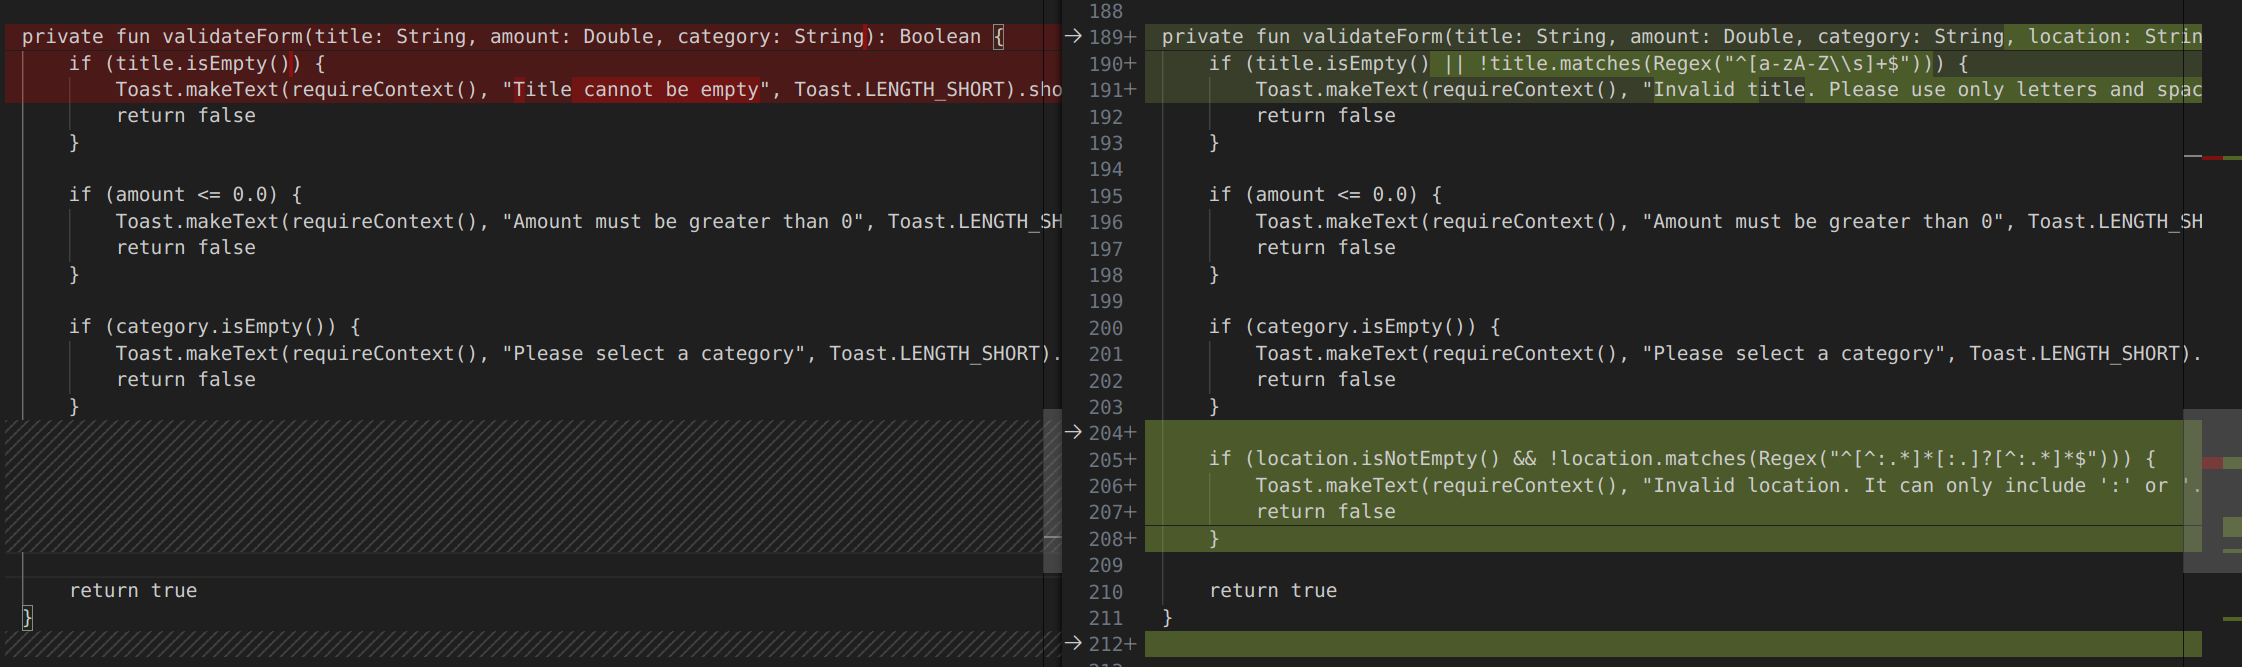 private fun validateForm(title: String, amount: Double, category: String): Boolean {
if (title.isEmpty()) {
Toast.makeText(requireContext(), "Title cannot be empty", Toast.LENGTH_SHORT).sho
return false
}
if (amount <= 0.0) {
Toast.makeText(requireContext(), "Amount must be greater than 0", Toast.LENGTH_SH
return false
}
if (category.isEmpty()) {
Toast.makeText(requireContext(), "Please select a category", Toast.LENGTH_SHORT).
return false
}
return true
}
188
→ 189+ private fun validateForm(title: String, amount: Double, category: String, location: Strin
190+ if (title.isEmpty() || !title.matches(Regex("^[a-zA-Z\\s]+$"))) {
191+ Toast.makeText(requireContext(), "Invalid title. Please use only letters and spac
192 return false
193 }
194
195 if (amount <= 0.0) {
196 Toast.makeText(requireContext(), "Amount must be greater than 0", Toast.LENGTH_SH
197 return false
198 }
199
200 if (category.isEmpty()) {
201 Toast.makeText(requireContext(), "Please select a category", Toast.LENGTH_SHORT).
202 return false
203 }
→ 204+
205+ if (location.isNotEmpty() && !location.matches(Regex("^[^:.*]*[:.]?[^:.*]*$"))) {
206+ Toast.makeText(requireContext(), "Invalid location. It can only include ':' or '.
207+ return false
208+ }
209
210 return true
211 }
→ 212+